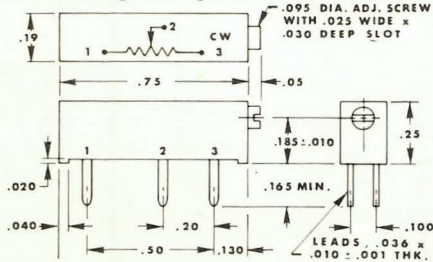 .095 DIA. ADJ. SCREW
WITH .025 WIDE x
.030 DEEP SLOT
.19
2
1
3
CW
.75
.05
1
2
3
.185±.010
.25
.020
.165 MIN.
.040
.20
.50
.130
.100
LEADS, .036 x
.010 ±.001 THK.